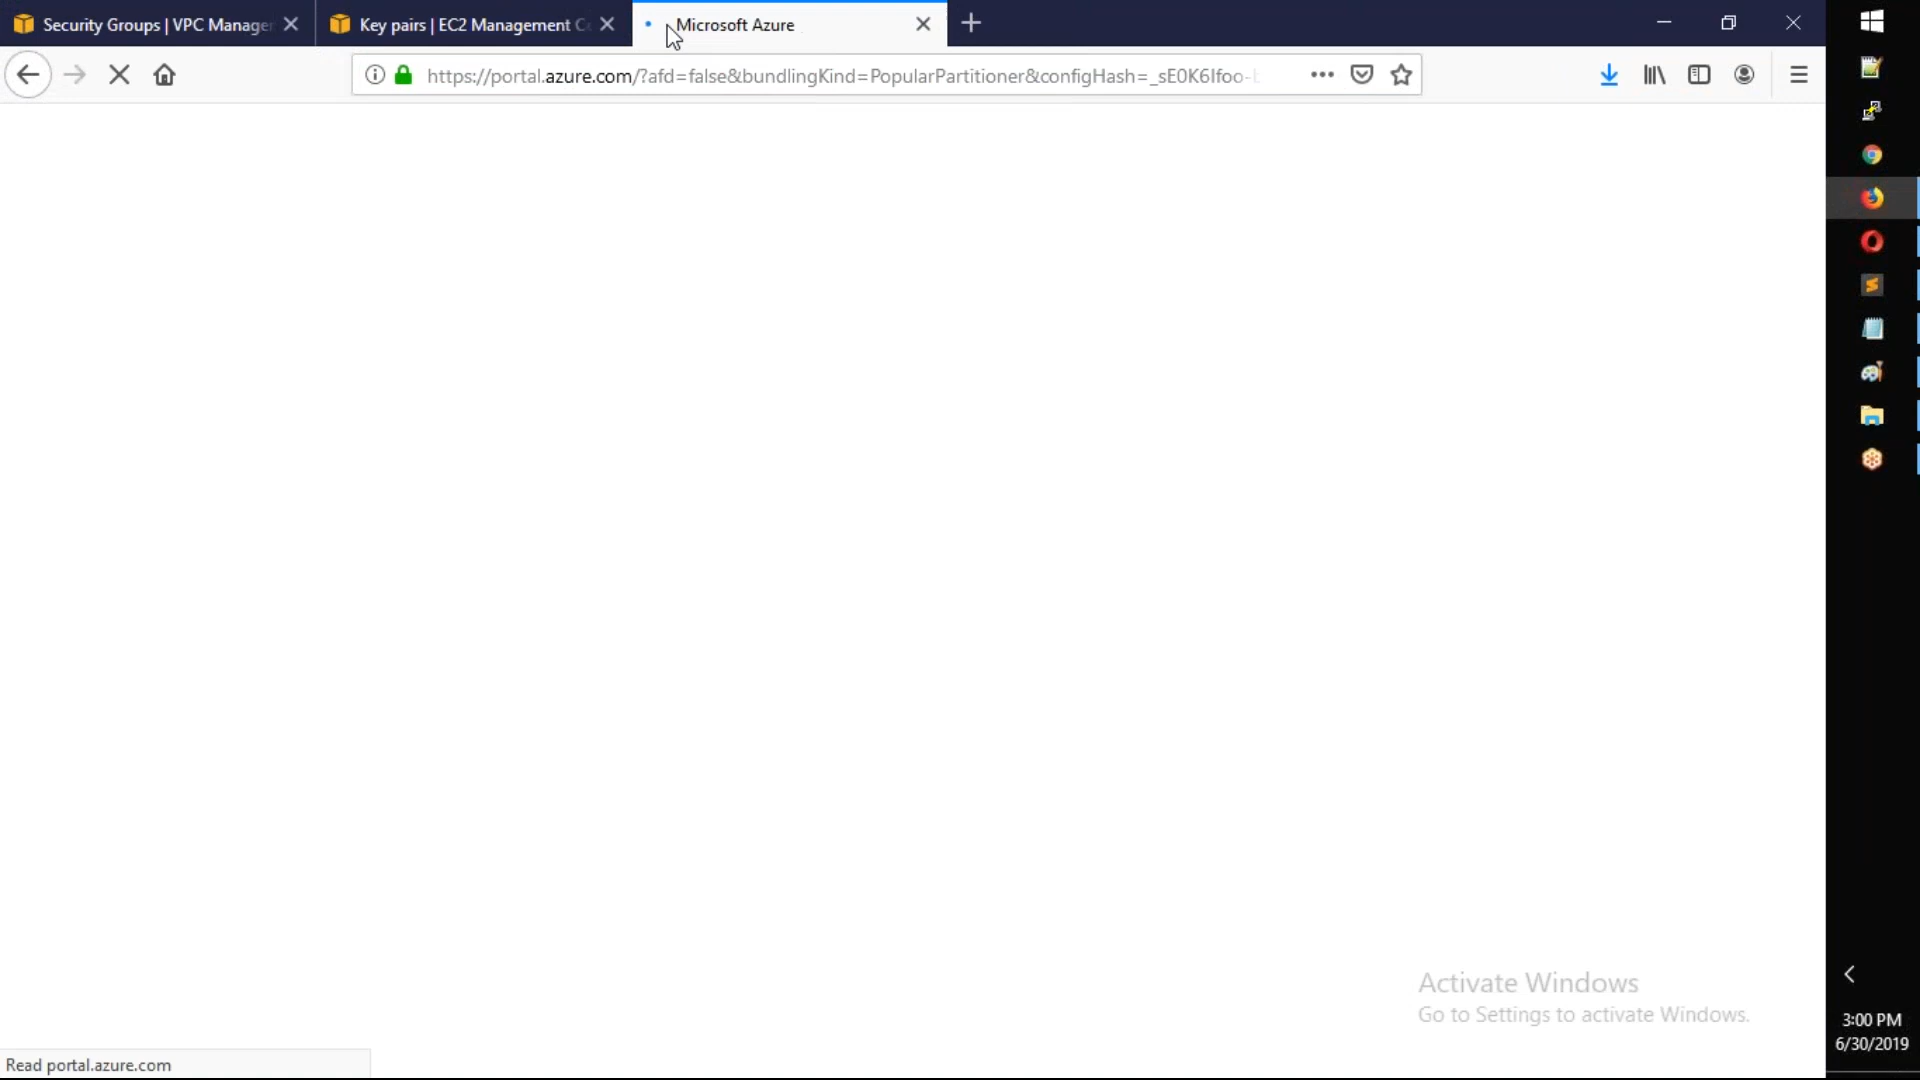 Security Groups | VPC Manager
Key pairs | EC2 Management C
Microsoft Azure
https://portal.azure.com/?afd=false&bundlingKind=PopularPartitioner&configHash=_sE0K6Ifoo-
Activate Windows
Go to Settings to activate Windows.
3:00 PM
6/30/2019
Read portal.azure.com